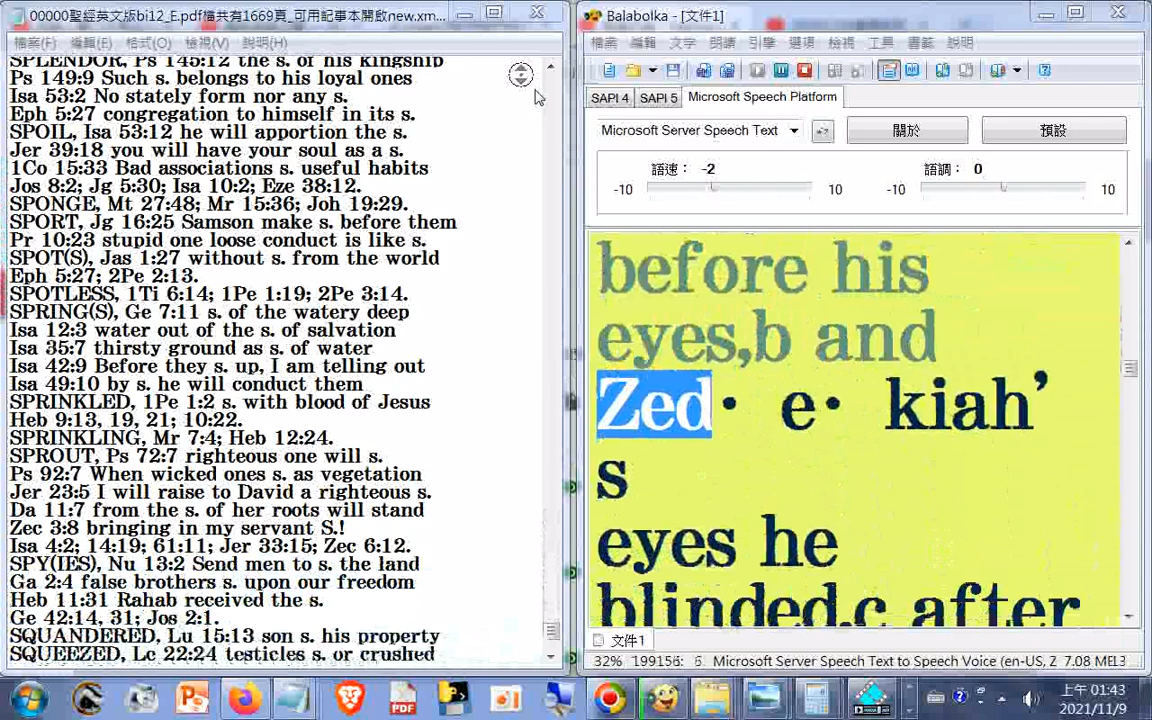 00000聖經英文版bi12_E.pdf檔共有1669頁_可用記事本開啟new.xm...
檔案(F) 編輯(E) 格式(O) 檢視(V) 說明(H)
SPLENDOR, Ps 145:12 the s. of his kingship
Ps 149:9 Such s. belongs to his loyal ones
Isa 53:2 No stately form nor any s.
Eph 5:27 congregation to himself in its s.
SPOIL, Isa 53:12 he will apportion the s.
Jer 39:18 you will have your soul as a s.
1Co 15:33 Bad associations s. useful habits
Jos 8:2; Jg 5:30; Isa 10:2; Eze 38:12.
SPONGE, Mt 27:48; Mr 15:36; Joh 19:29.
SPORT, Jg 16:25 Samson make s. before them
Pr 10:23 stupid one loose conduct is like s.
SPOT(S), Jas 1:27 without s. from the world
Eph 5:27; 2Pe 2:13.
SPOTLESS, 1Ti 6:14; 1Pe 1:19; 2Pe 3:14.
SPRING(S), Ge 7:11 s. of the watery deep
Isa 12:3 water out of the s. of salvation
Isa 35:7 thirsty ground as s. of water
Isa 42:9 Before they s. up, I am telling out
Isa 49:10 by s. he will conduct them
SPRINKLED, 1Pe 1:2 s. with blood of Jesus
Heb 9:13, 19, 21; 10:22.
SPRINKLING, Mr 7:4; Heb 12:24.
SPROUT, Ps 72:7 righteous one will s.
Ps 92:7 When wicked ones s. as vegetation
Jer 23:5 I will raise to David a righteous s.
Da 11:7 from the s. of her roots will stand
Zec 3:8 bringing in my servant S.!
Isa 4:2; 14:19; 61:11; Jer 33:15; Zec 6:12.
SPY(IES), Nu 13:2 Send men to s. the land
Ga 2:4 false brothers s. upon our freedom
Heb 11:31 Rahab received the s.
Ge 42:14, 31; Jos 2:1.
SQUANDERED, Lu 15:13 son s. his property
SQUEEZED, Le 22:24 testicles s. or crushed
Balabolka - [文件1]
檔案 編輯 文字 朗讀 引擎 選項 檢視 工具 書籤 說明
SAPI 4 SAPI 5 Microsoft Speech Platform
Microsoft Server Speech Text 關於 預設
語速： -2 語調： 0
-10 10 -10 10
before his
eyes,b and
Zed· e· kiah’
s
eyes he
blinded,c after
文件1
32% Microsoft Server Speech Text to Speech Voice (en-US, Z 7.08 МБ
上午 01:43
2021/11/9